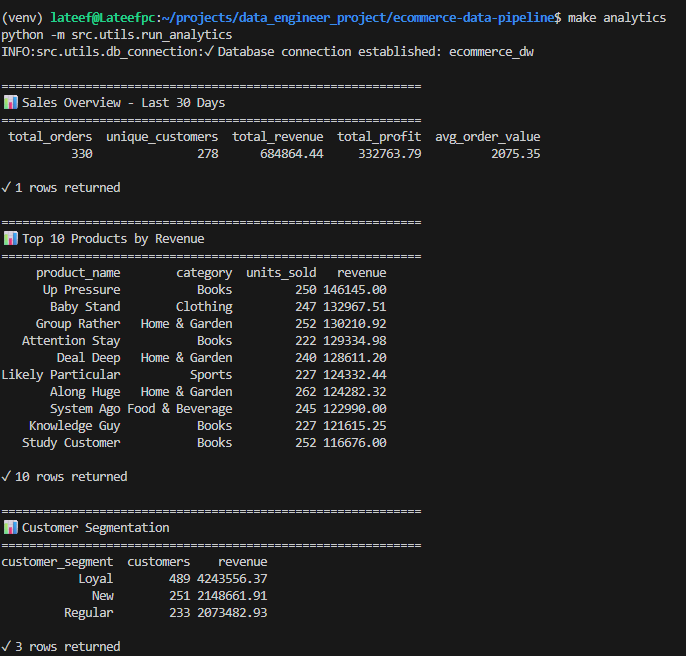 (venv) lateef@Lateefpc:~/projects/data_engineer_project/ecommerce-data-pipeline$ make analytics
python -m src.utils.run_analytics
INFO:src.utils.db_connection:✓ Database connection established: ecommerce_dw
============================================================
📊 Sales Overview - Last 30 Days
============================================================
total_orders unique_customers total_revenue total_profit avg_order_value
330 278 684864.44 332763.79 2075.35
✓ 1 rows returned
============================================================
📊 Top 10 Products by Revenue
============================================================
product_name category units_sold revenue
Up Pressure Books 250 146145.00
Baby Stand Clothing 247 132967.51
Group Rather Home & Garden 252 130210.92
Attention Stay Books 222 129334.98
Deal Deep Home & Garden 240 128611.20
Likely Particular Sports 227 124332.44
Along Huge Home & Garden 262 124282.32
System Ago Food & Beverage 245 122990.00
Knowledge Guy Books 227 121615.25
Study Customer Books 252 116676.00
✓ 10 rows returned
============================================================
📊 Customer Segmentation
============================================================
customer_segment customers revenue
Loyal 489 4243556.37
New 251 2148661.91
Regular 233 2073482.93
✓ 3 rows returned